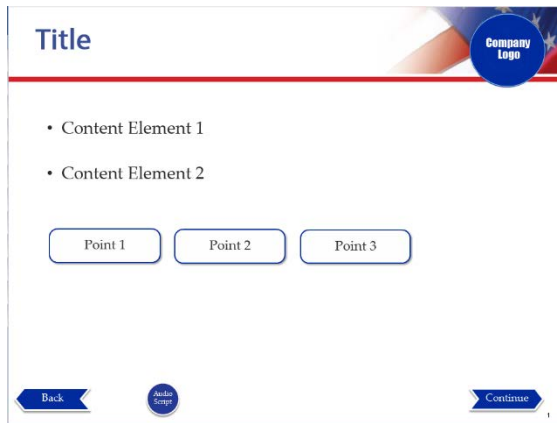 Title
Company
Logo
• Content Element 1
• Content Element 2
Point 1
Point 2
Point 3
Back
Audio
Script
Continue
1